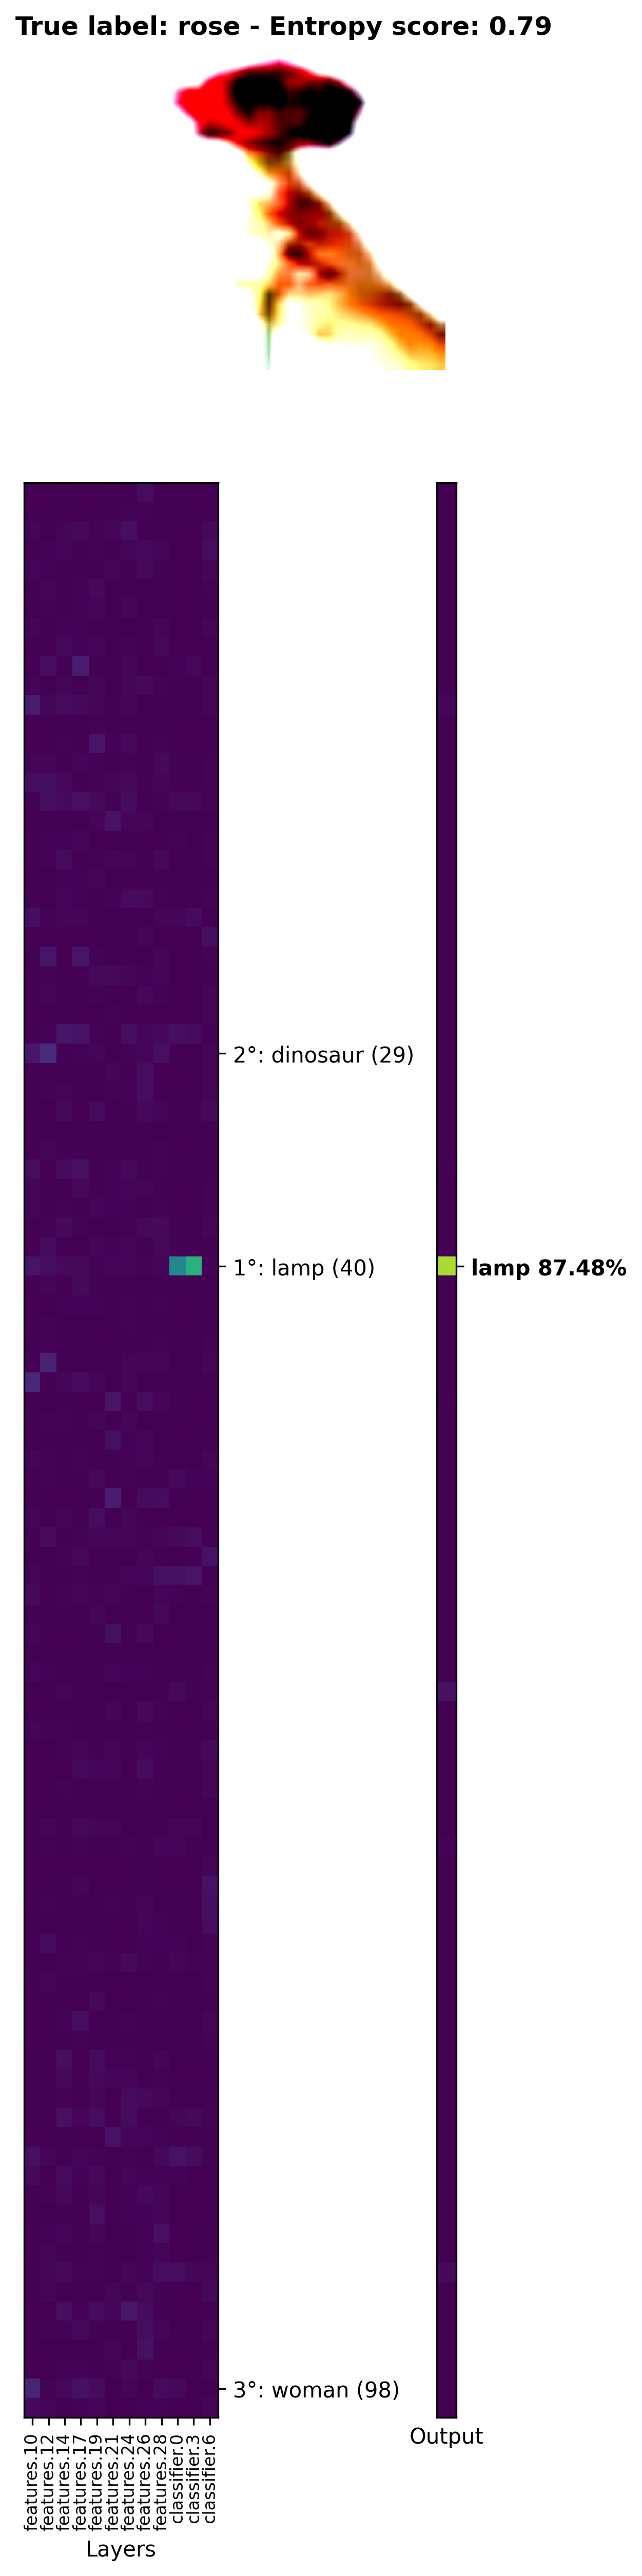 True label: rose - Entropy score: 0.79
2°: dinosaur (29)
1°: lamp (40)
lamp 87.48%
3°: woman (98)
features.10
features.12
features.14
features.17
features.19
features.21
features.24
features.26
features.28
classifier.0
classifier.3
classifier.6
Layers
Output